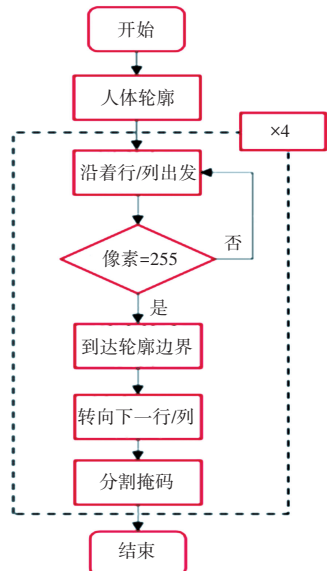 开始
人体轮廓
×4
沿着行/列出发
像素=255
否
是
到达轮廓边界
转向下一行/列
分割掩码
结束